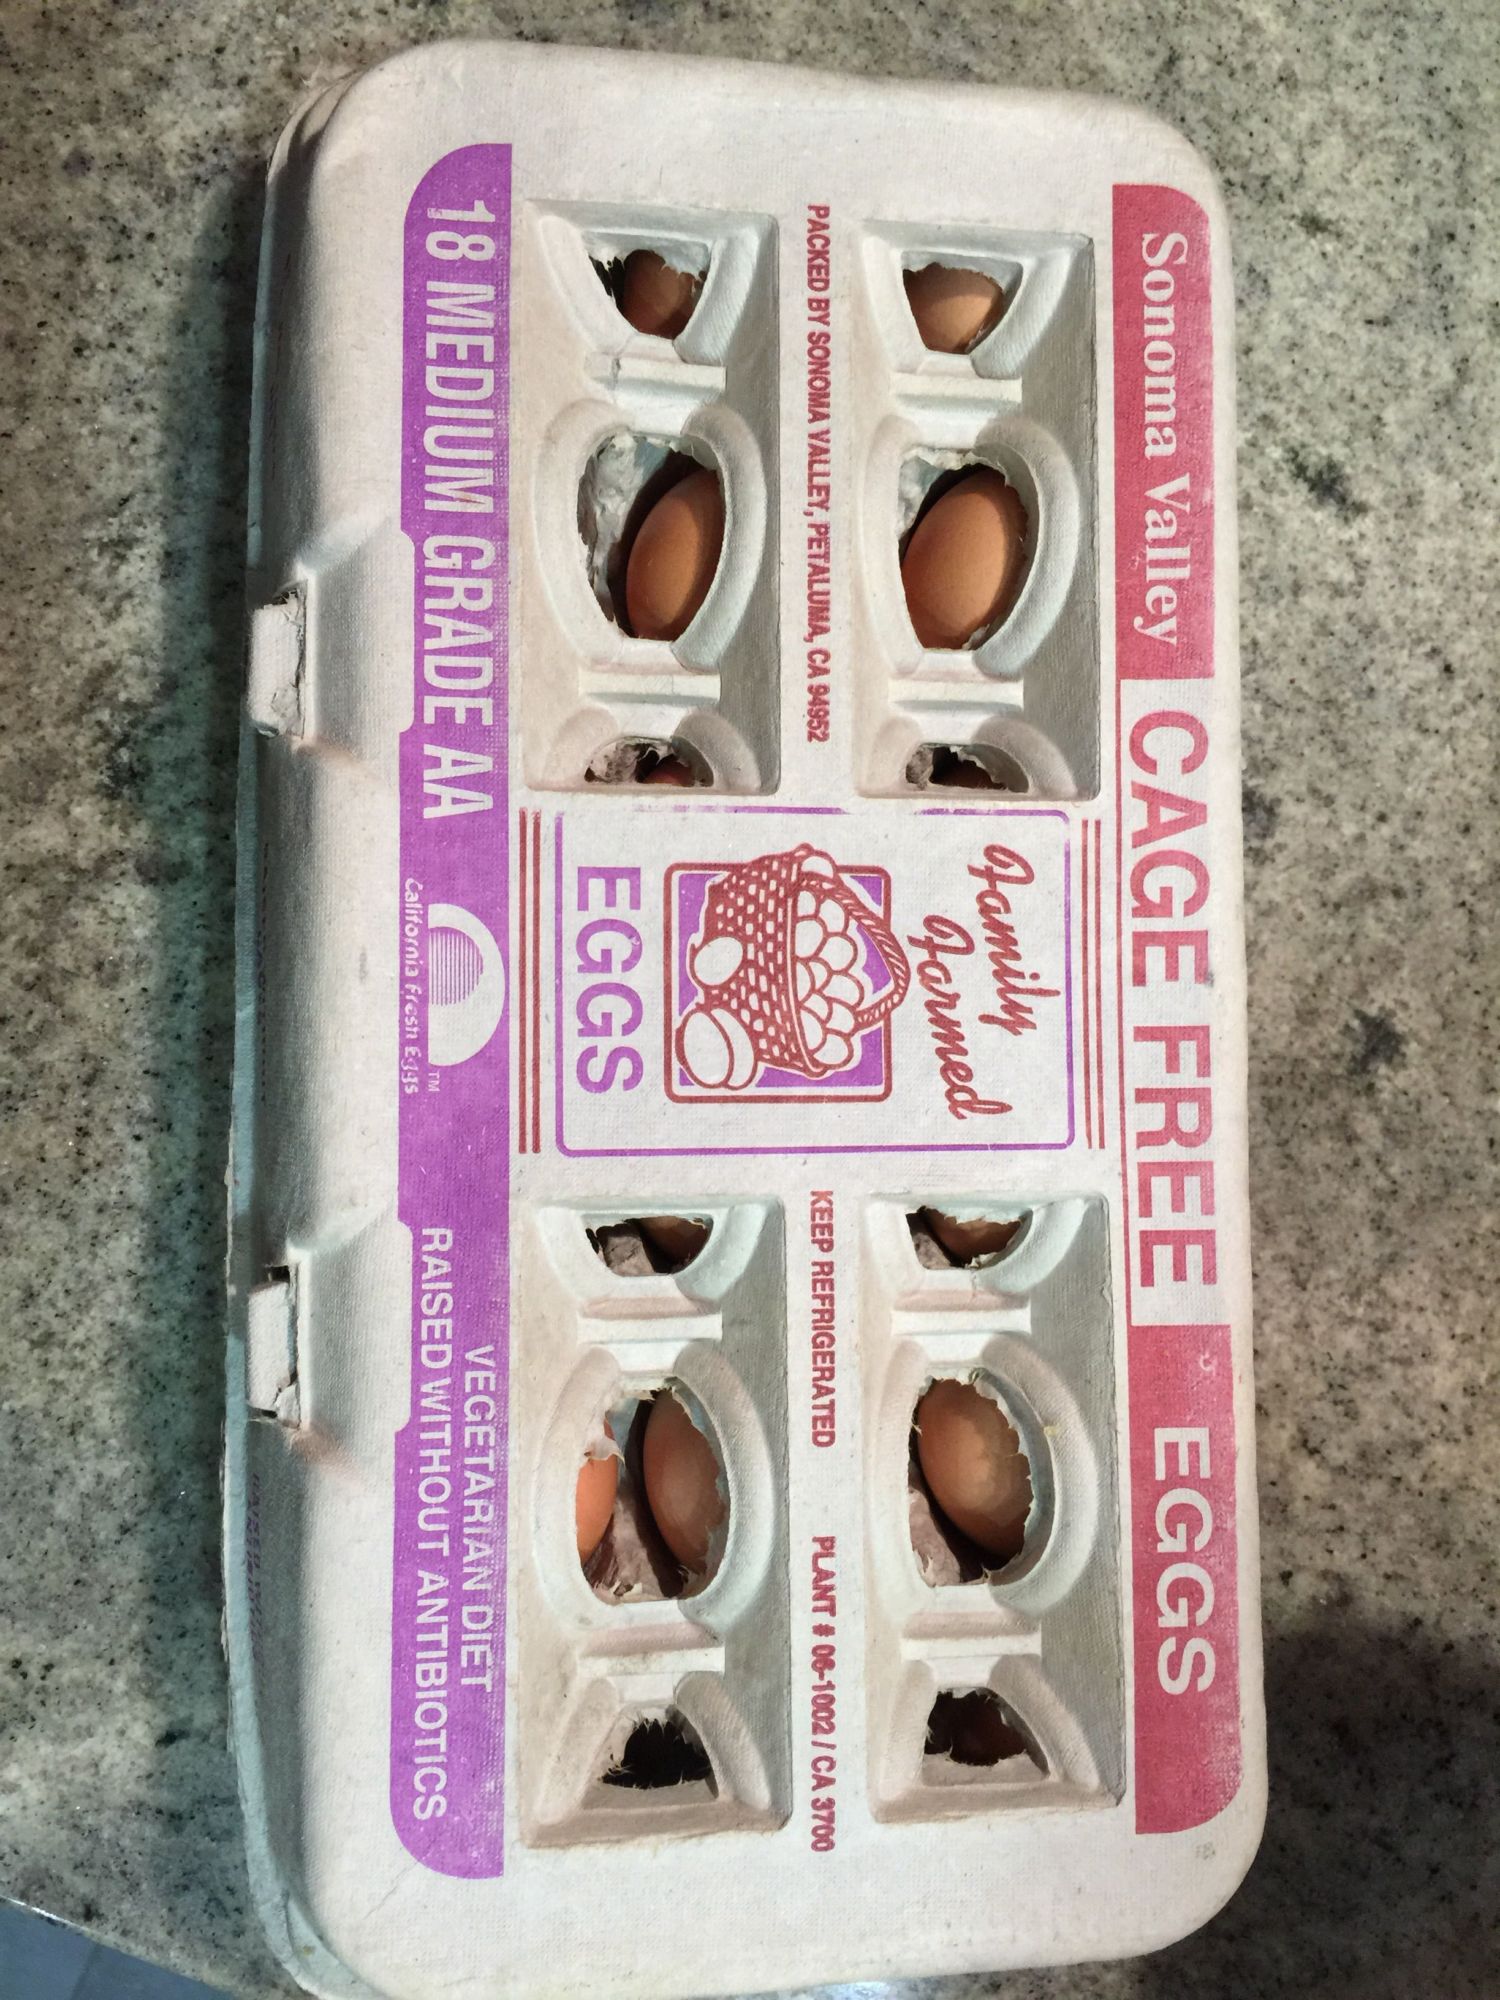 Sonoma Valley CAGE FREE EGGS
PACKED BY SONOMA VALLEY, PETALUMA, CA 94952
KEEP REFRIGERATED PLANT # 06-1002 / CA 3700
Family
Farmed
EGGS
18 MEDIUM GRADE AA
California Fresh Eggs TM
VEGETARIAN DIET
RAISED WITHOUT ANTIBIOTICS